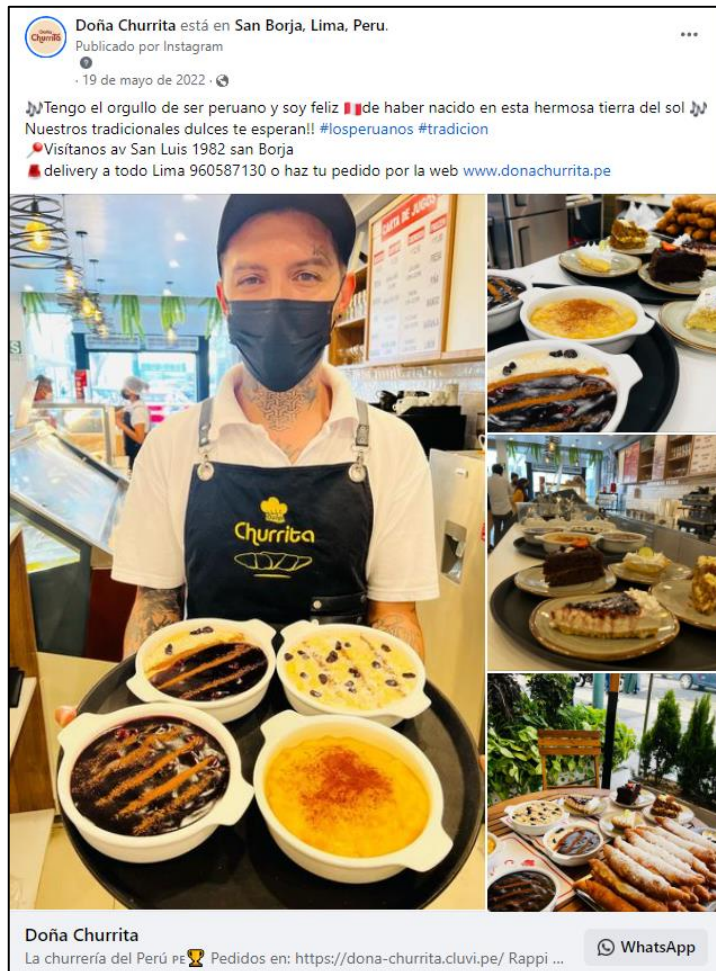 Doña Churrita está en San Borja, Lima, Peru.
Publicado por Instagram
· 19 de mayo de 2022 ·
🎶Tengo el orgullo de ser peruano y soy feliz 🇵🇪de haber nacido en esta hermosa tierra del sol 🎶
Nuestros tradicionales dulces te esperan!! #losperuanos #tradicion
📍Visítanos av San Luis 1982 san Borja
delivery a todo Lima 960587130 o haz tu pedido por la web www.donachurrita.pe
CARTA DE JUGOS
Churrita
Doña Churrita
La churrería del Perú PE🏆 Pedidos en: https://dona-churrita.cluvi.pe/ Rappi ...
WhatsApp